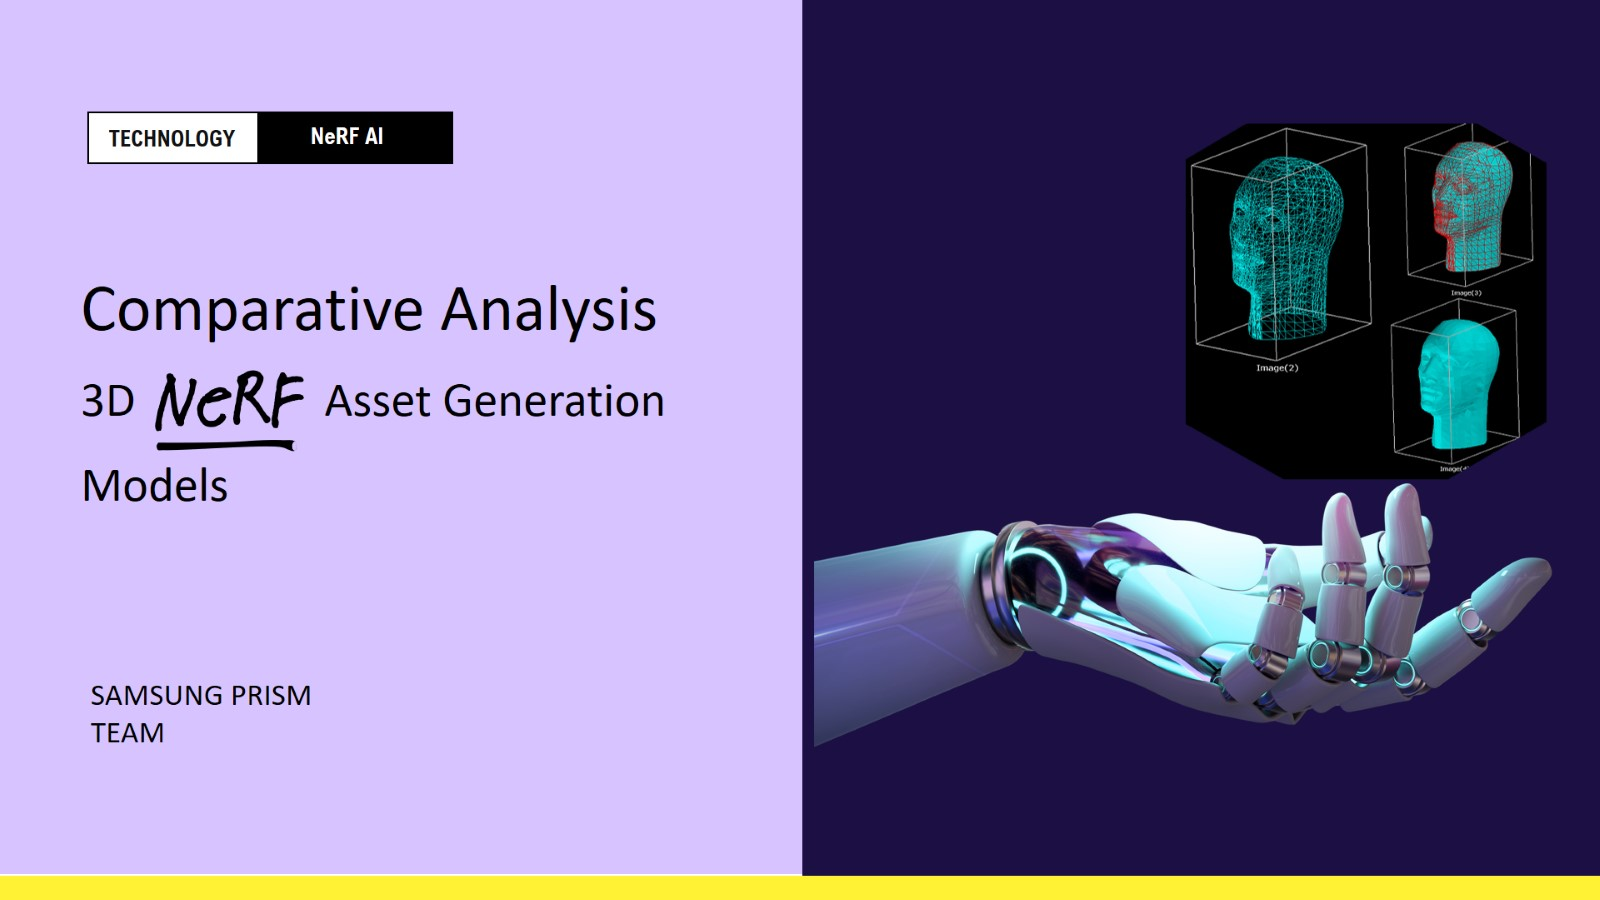 TECHNOLOGY NeRF AI
Comparative Analysis
3D NeRF Asset Generation
Models
SAMSUNG PRISM
TEAM
Image(2)
Image(3)